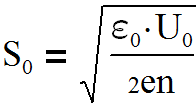 S₀ = √(ε₀·U₀ / 2en)